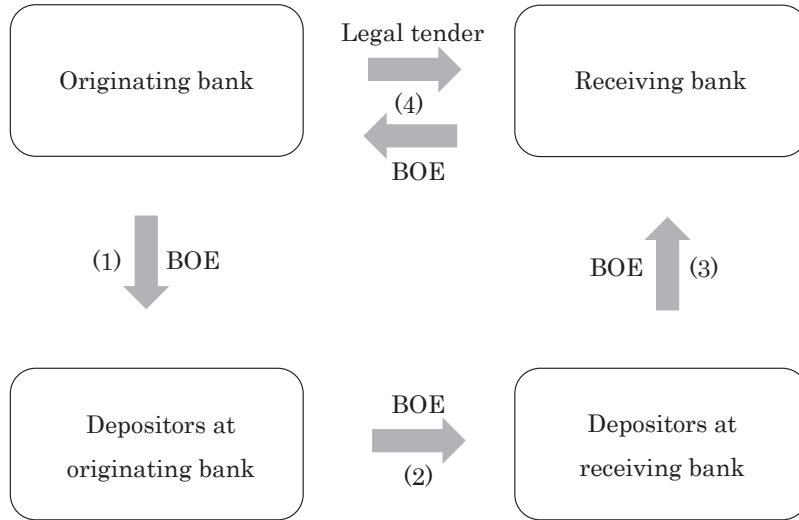 Legal tender
Originating bank
Receiving bank
(4)
BOE
(1) BOE
BOE (3)
Depositors at
originating bank
BOE
(2)
Depositors at
receiving bank